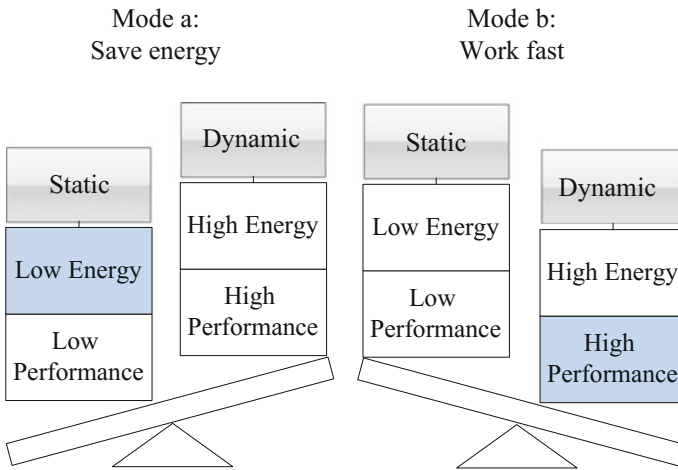 Mode a:
Save energy
Static
Low Energy
Low
Performance
Dynamic
High Energy
High
Performance
Mode b:
Work fast
Static
Low Energy
Low
Performance
Dynamic
High Energy
High
Performance